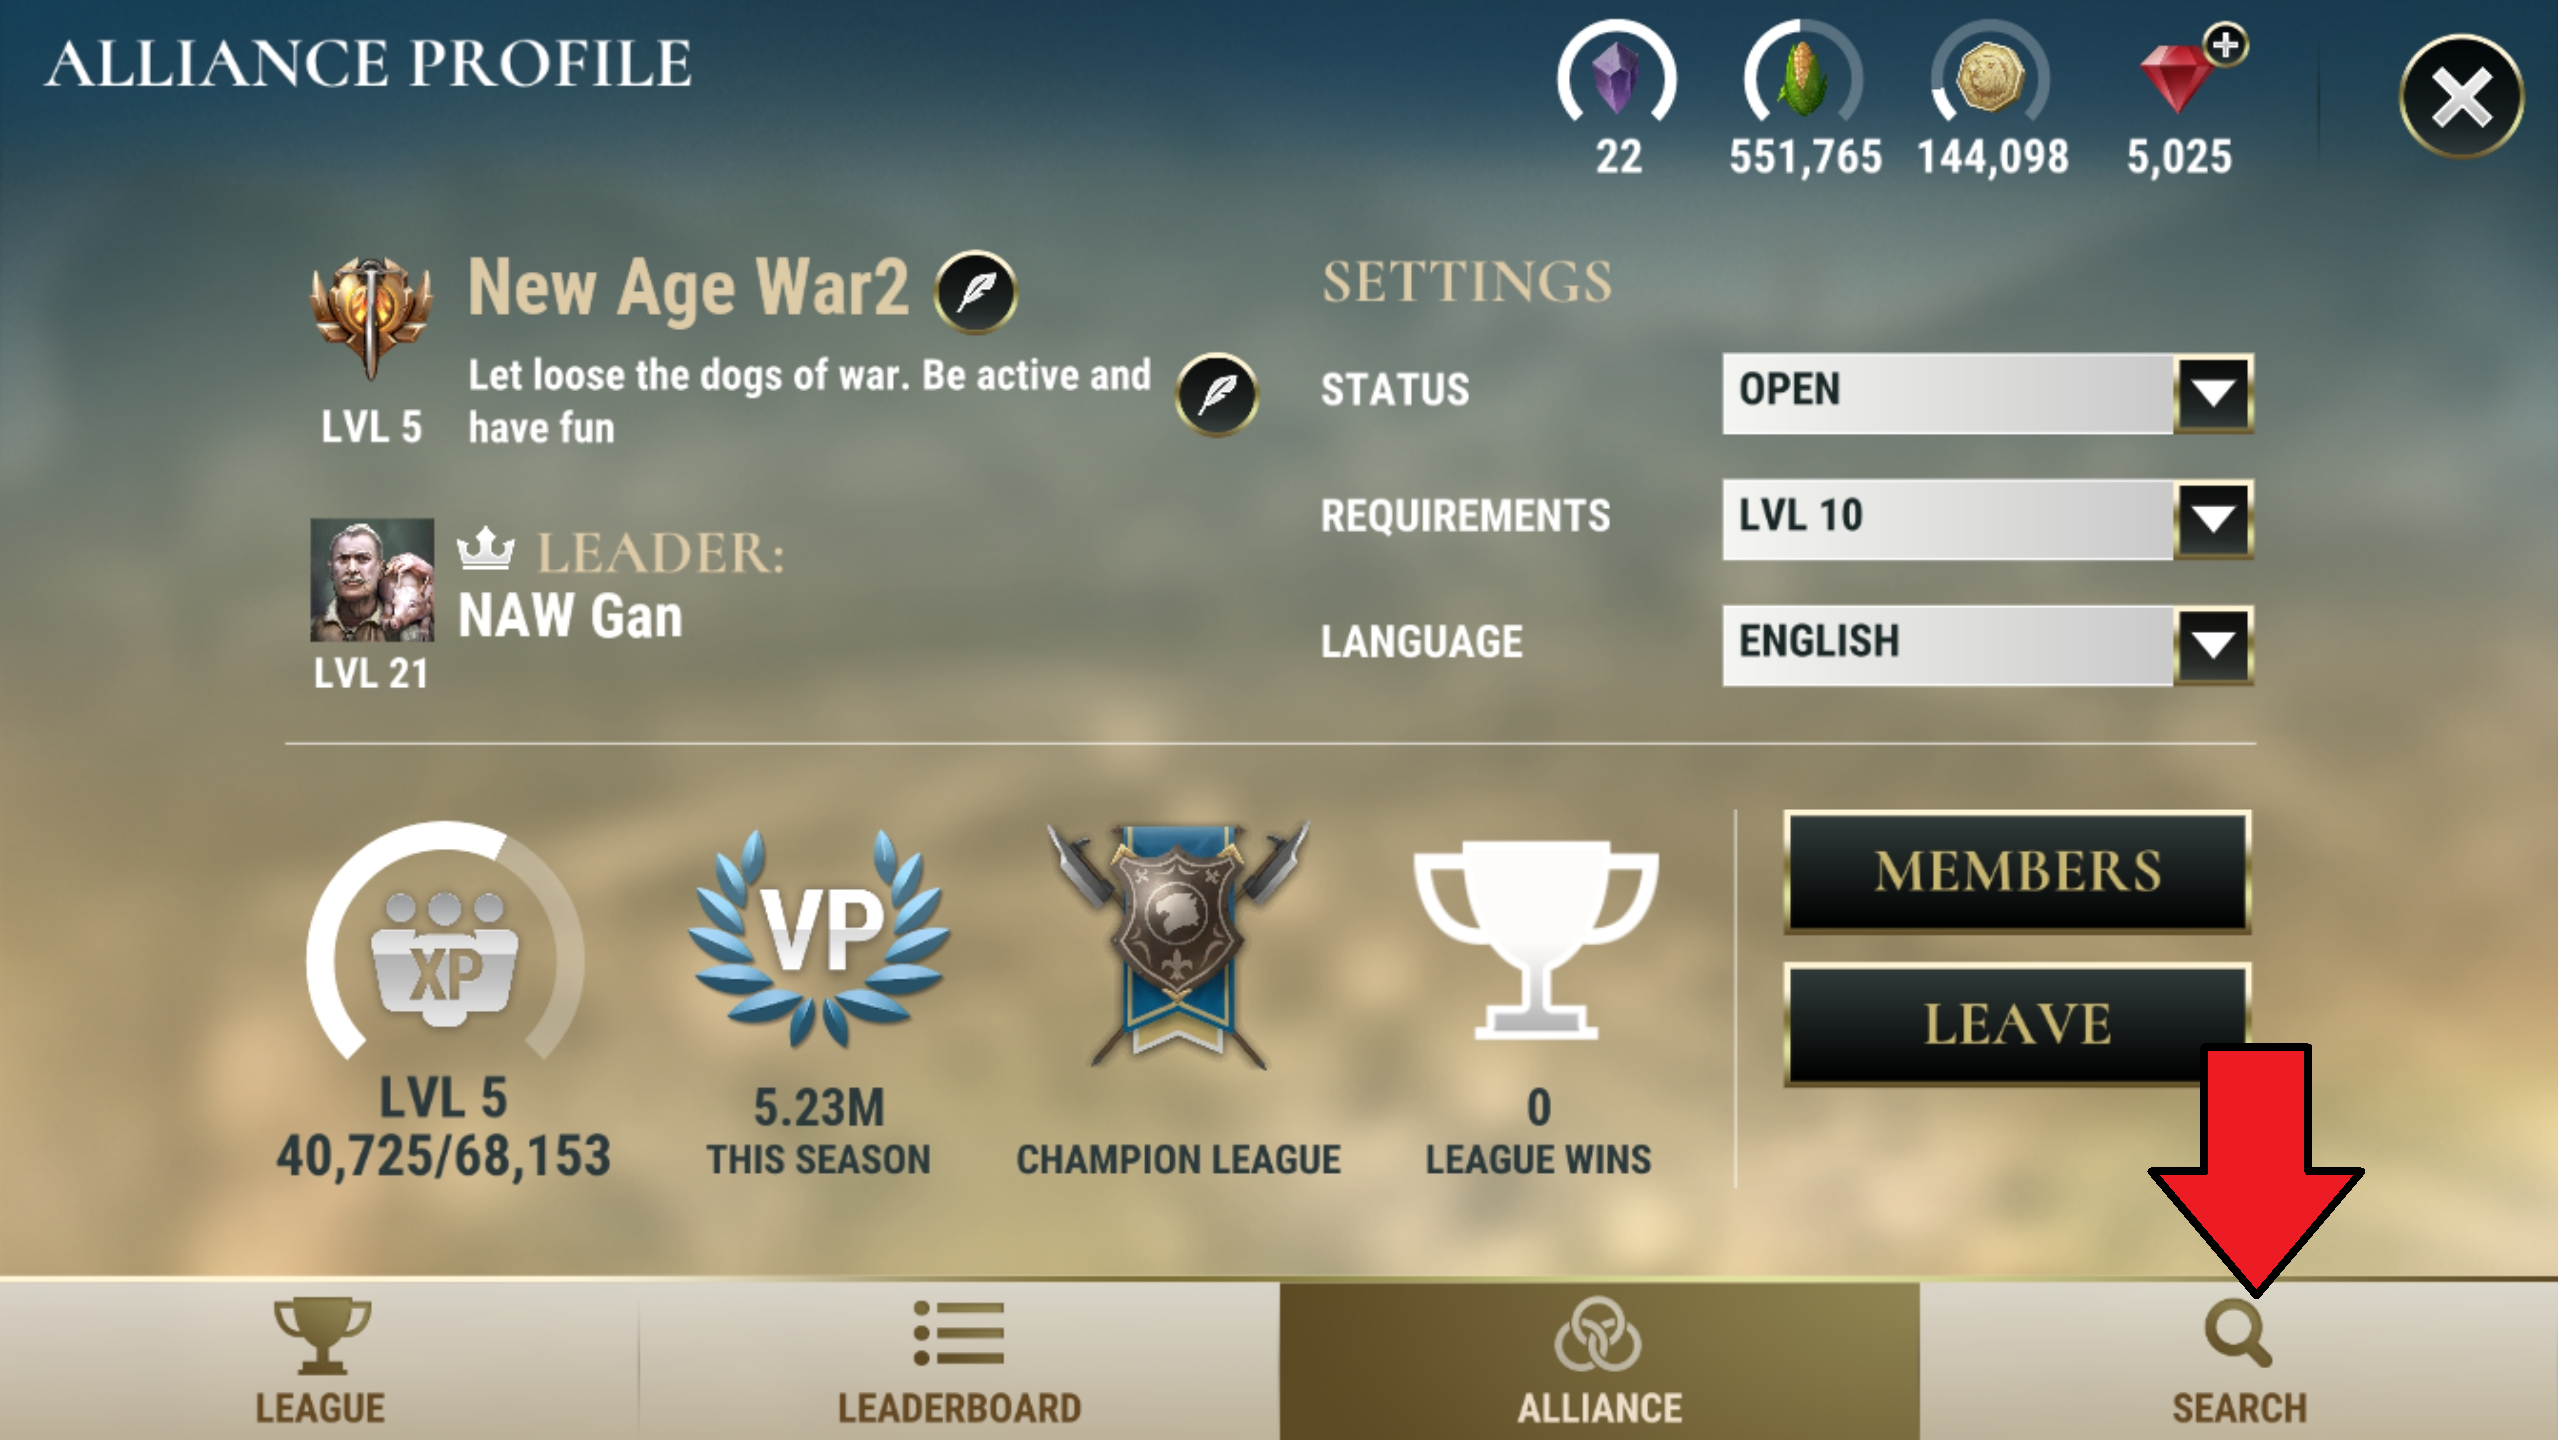 ALLIANCE PROFILE
22
551,765
144,098
5,025
New Age War2
Let loose the dogs of war. Be active and
have fun
LVL 5
LEADER:
NAW Gan
LVL 21
SETTINGS
STATUS
OPEN
REQUIREMENTS
LVL 10
LANGUAGE
ENGLISH
XP
LVL 5
40,725/68,153
VP
5.23M
THIS SEASON
CHAMPION LEAGUE
0
LEAGUE WINS
MEMBERS
LEAVE
LEAGUE
LEADERBOARD
ALLIANCE
SEARCH